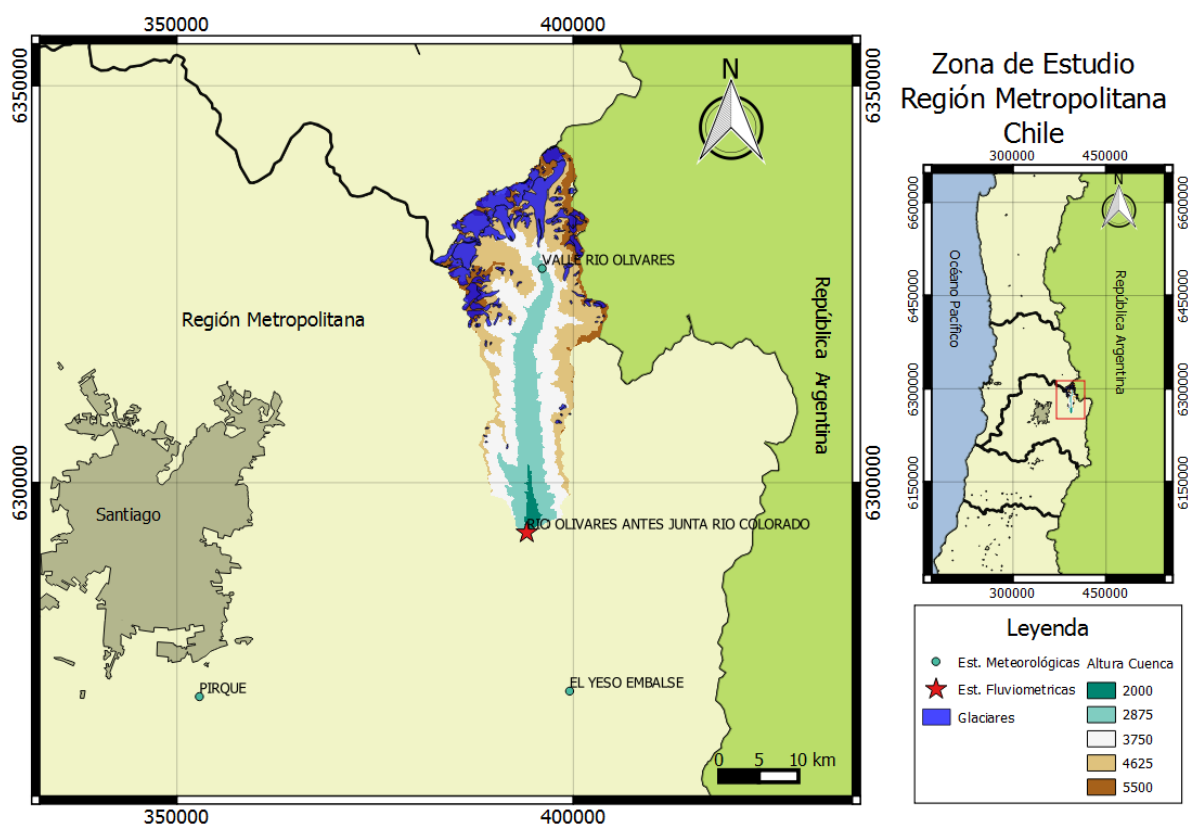 350000
400000
6350000
6350000
N
VALLE RIO OLIVARES
Región Metropolitana
República Argentina
6300000
6300000
Santiago
RIO OLIVARES ANTES JUNTA RIO COLORADO
PIRQUE
EL YESO EMBALSE
0 5 10 km
350000
400000
Zona de Estudio
Región Metropolitana
Chile
300000
450000
N
6600000
6600000
Océano Pacífico
República Argentina
6450000
6450000
6300000
6300000
6150000
6150000
300000
450000
Leyenda
Est. Meteorológicas
Est. Fluviometricas
Glaciares
Altura Cuenca
2000
2875
3750
4625
5500